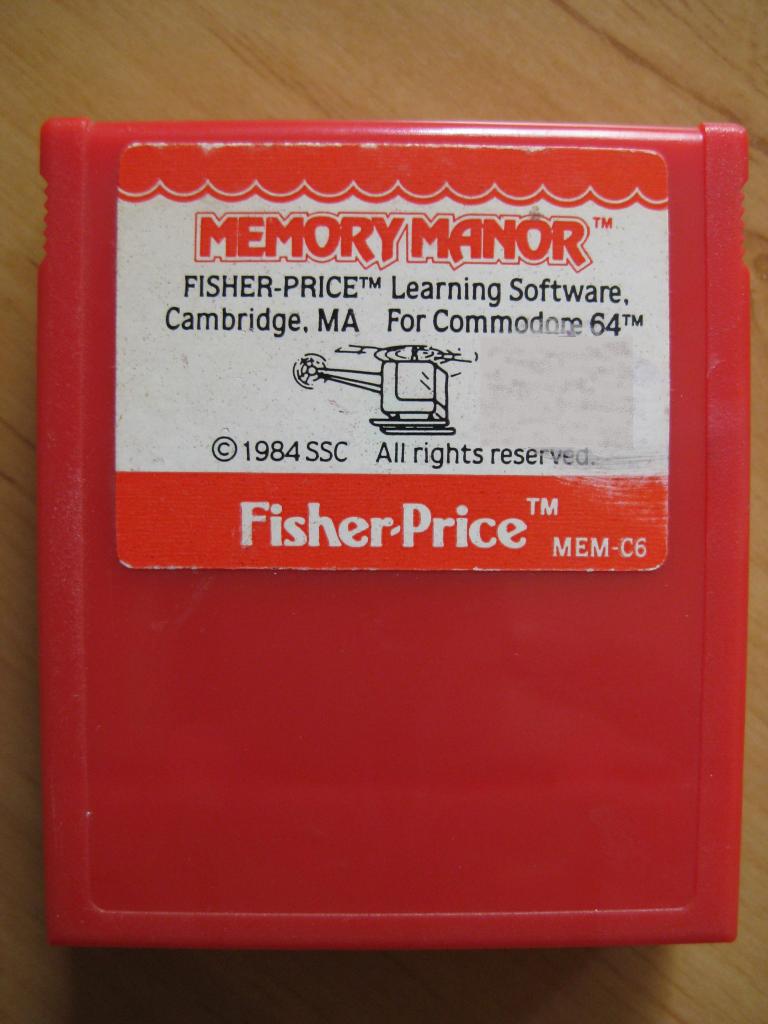 MEMORY MANOR™
FISHER-PRICE™ Learning Software,
Cambridge, MA For Commodore 64™
© 1984 SSC All rights reserved.
Fisher-Price™
MEM-C6